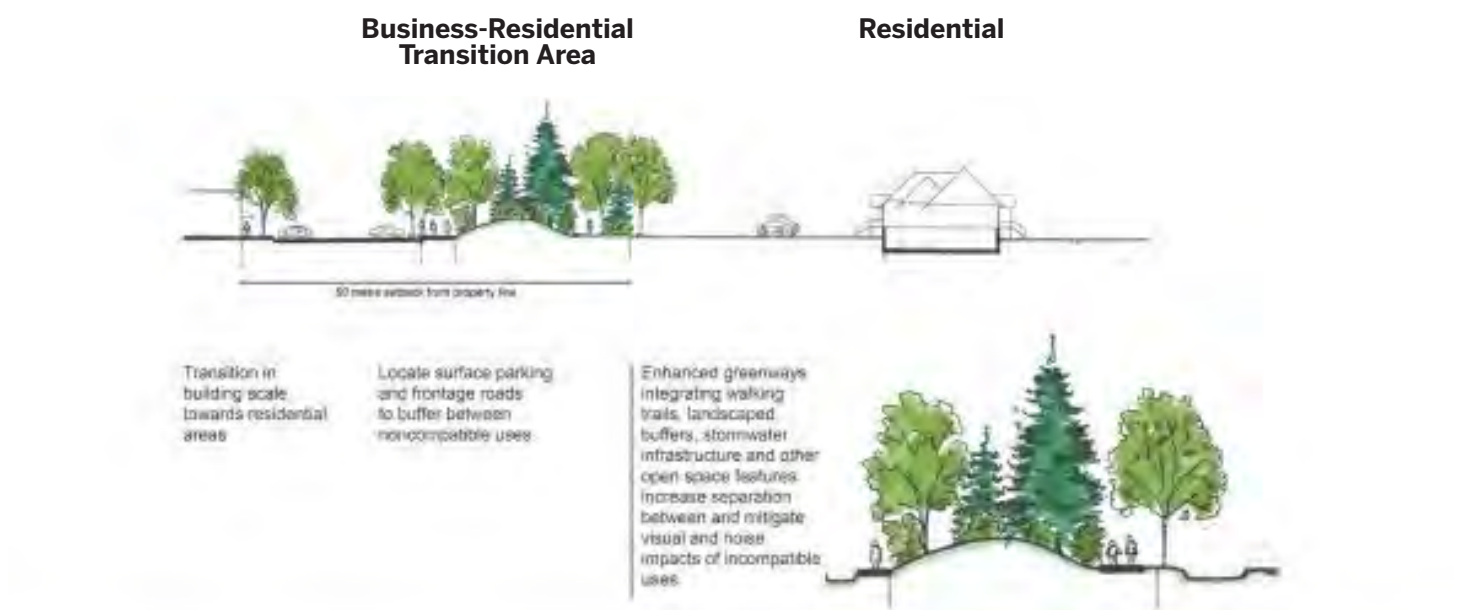 Business-Residential
Transition Area
Residential
50 metre setback from property line
Transition in
building scale
towards residential
areas
Locate surface parking
and frontage roads
to buffer between
noncompatible uses
Enhanced greenways
integrating walking
trails, landscaped
buffers, stormwater
infrastructure and other
open space features
increase separation
between and mitigate
visual and noise
impacts of incompatible
uses